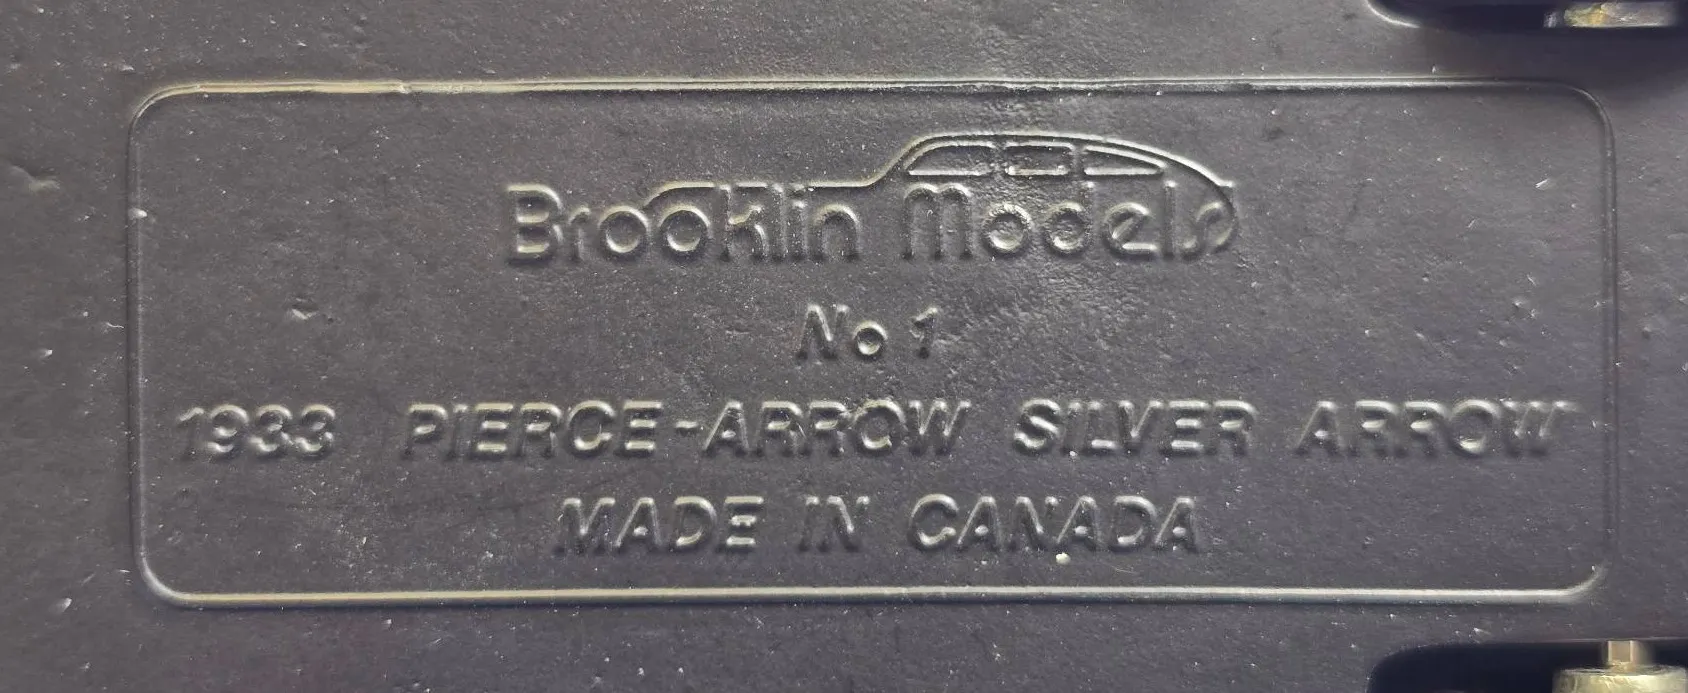 Brooklin Models
No 1
1933 PIERCE-ARROW SILVER ARROW
MADE IN CANADA